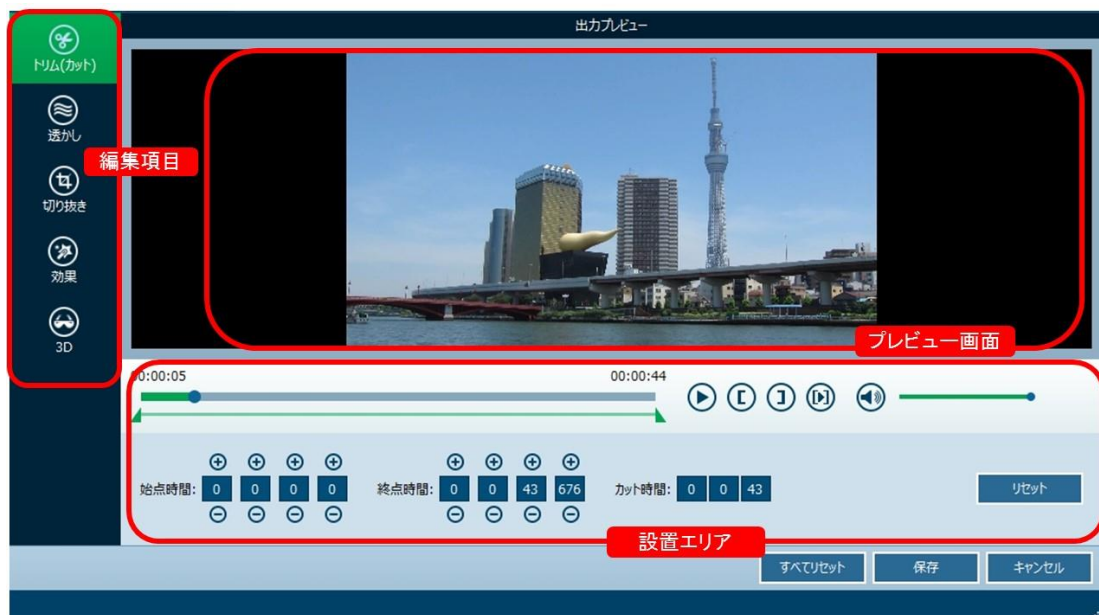 出力プレビュー
トリム(カット)
透かし
編集項目
切り抜き
効果
3D
プレビュー画面
00:00:05
00:00:44
始点時間: 0 0 0 0 終点時間: 0 0 43 676 カット時間: 0 0 43 リセット
設置エリア
すべてリセット 保存 キャンセル